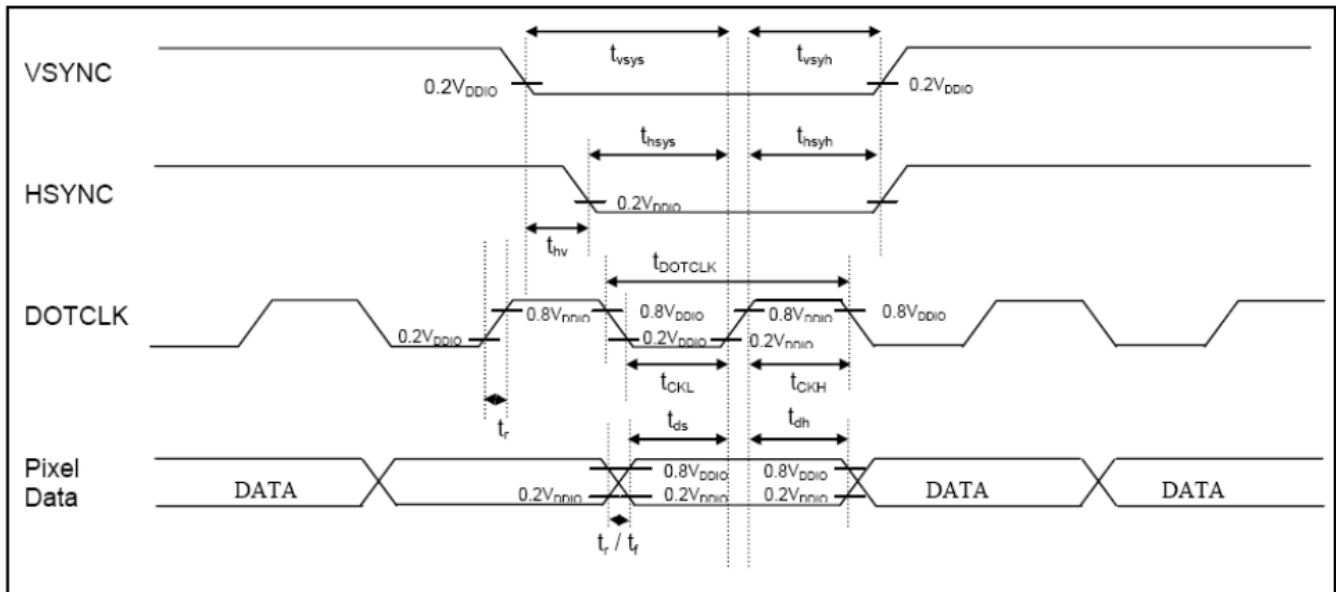 t_vsys t_vsyh
VSYNC
0.2V_DDIO 0.2V_DDIO
t_hsys t_hsyh
HSYNC
0.2V_DDIO
t_hv
t_DOTCLK
DOTCLK
0.8V_DDIO 0.8V_DDIO 0.8V_DDIO 0.8V_DDIO
0.2V_DDIO 0.2V_DDIO 0.2V_DDIO
t_CKL t_CKH
t_r
t_ds t_dh
Pixel
Data
0.8V_DDIO 0.8V_DDIO
DATA DATA DATA
0.2V_DDIO 0.2V_DDIO 0.2V_DDIO
t_r / t_f